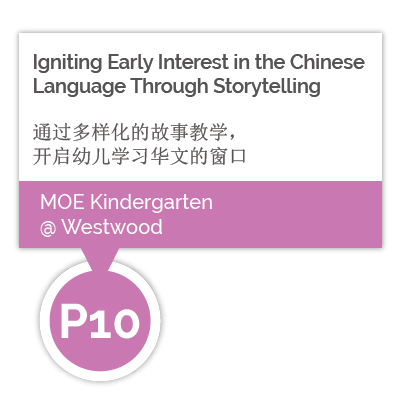 Igniting Early Interest in the Chinese
Language Through Storytelling
通过多样化的故事教学，
开启幼儿学习华文的窗口
MOE Kindergarten
@ Westwood
P10